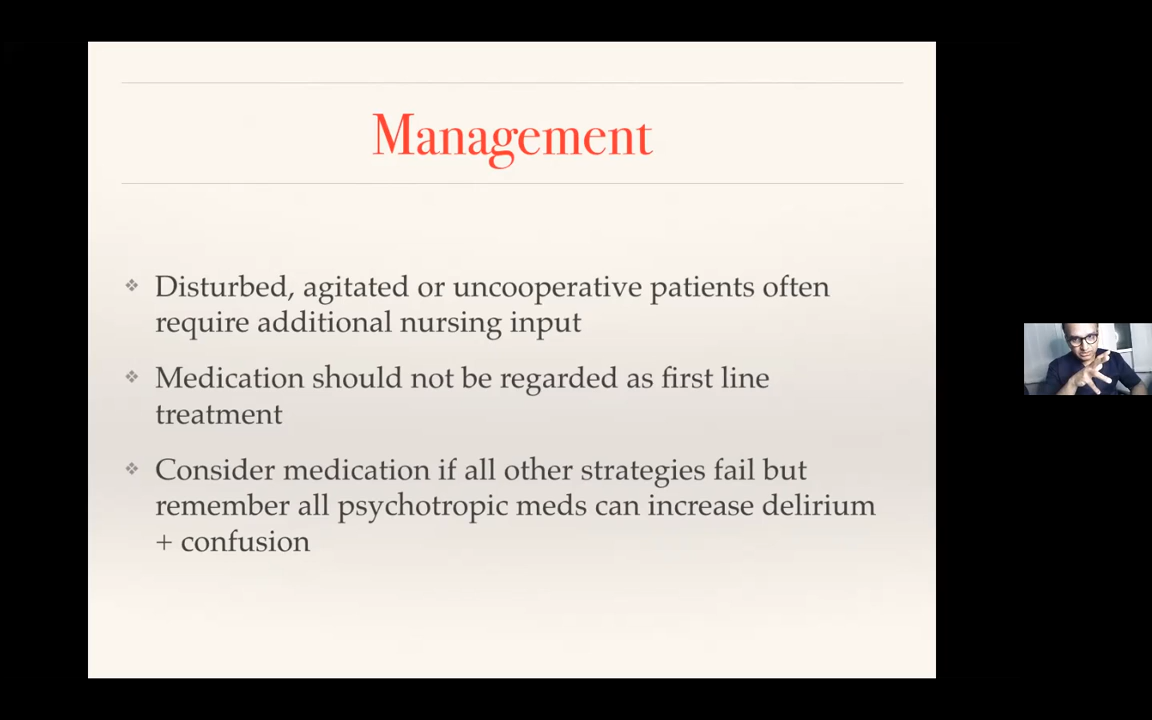 Management
❖ Disturbed, agitated or uncooperative patients often
require additional nursing input
❖ Medication should not be regarded as first line
treatment
❖ Consider medication if all other strategies fail but
remember all psychotropic meds can increase delirium
+ confusion